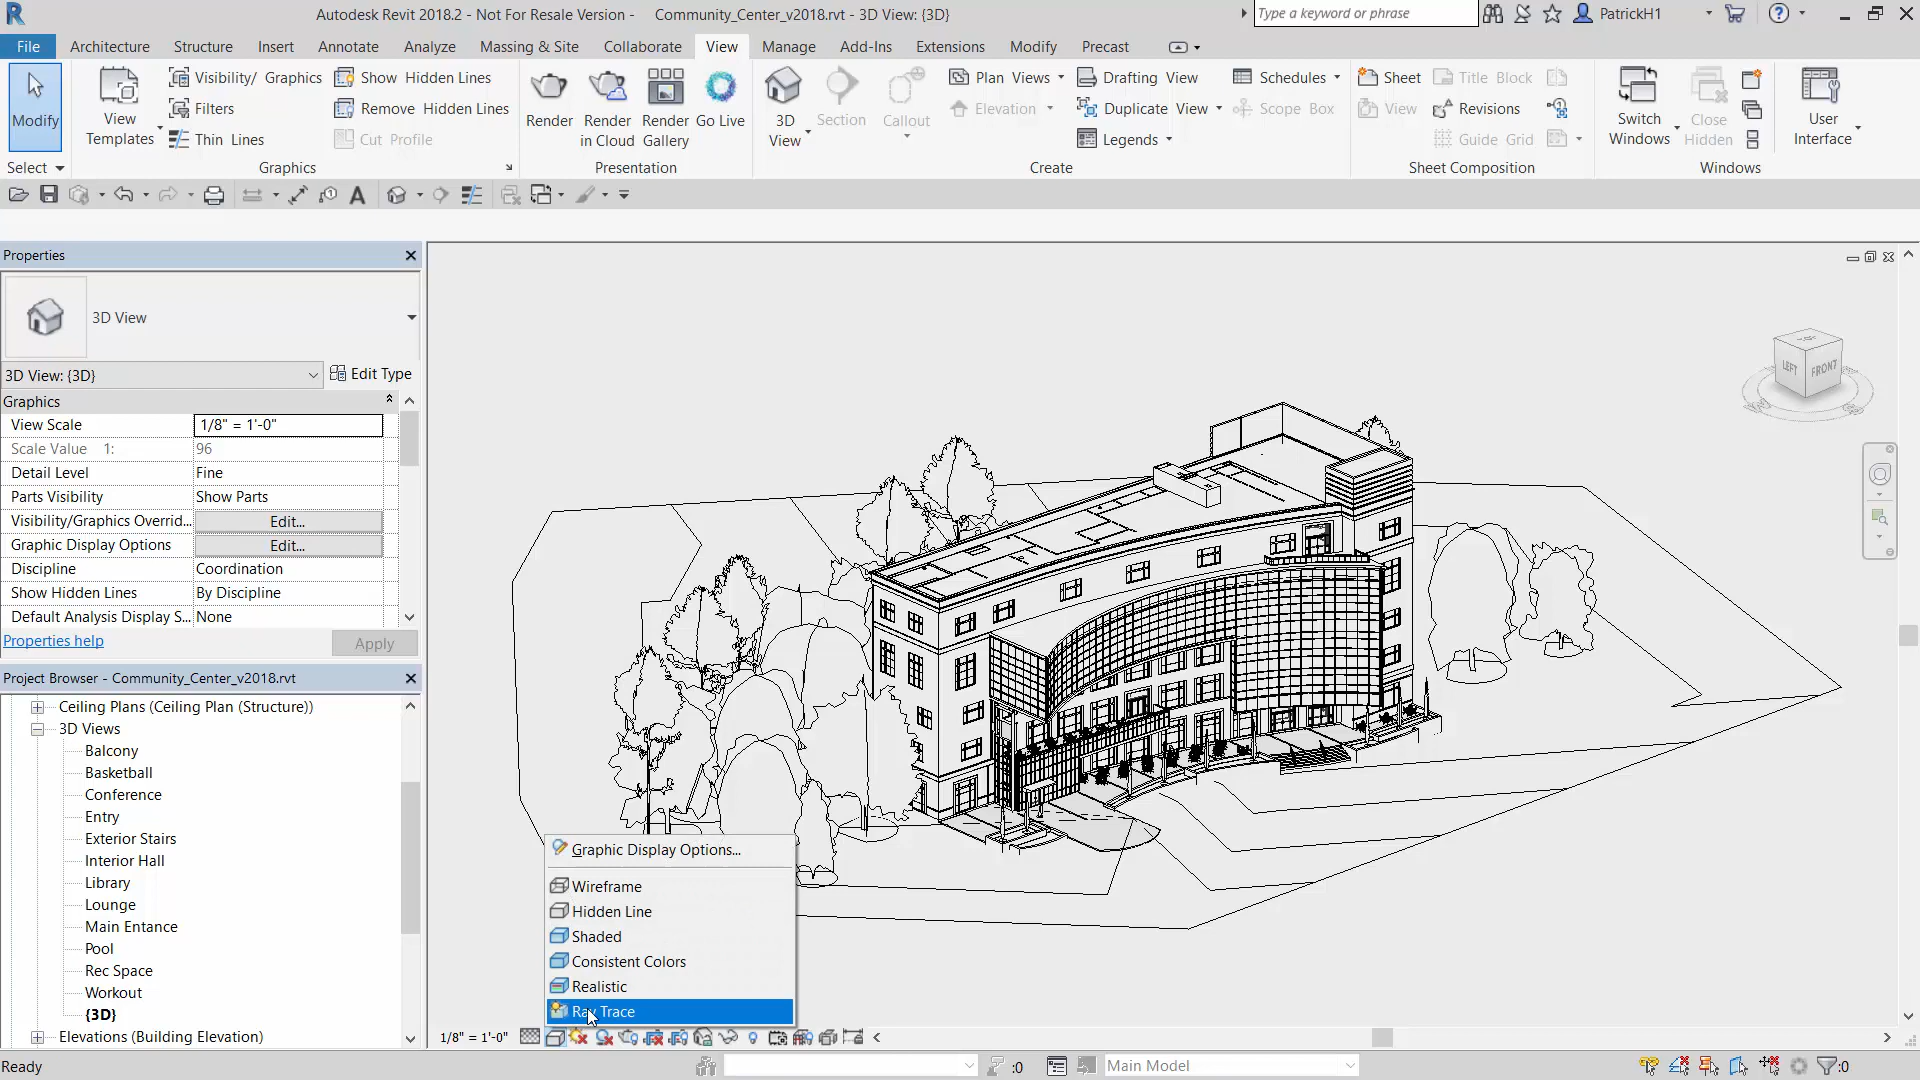 Autodesk Revit 2018.2 - Not For Resale Version - Community_Center_v2018.rvt - 3D View: {3D}
Type a keyword or phrase
PatrickH1
File Architecture Structure Insert Annotate Analyze Massing & Site Collaborate View Manage Add-Ins Extensions Modify Precast
Modify
View
Templates
Visibility/ Graphics
Filters
Thin Lines
Show Hidden Lines
Remove Hidden Lines
Cut Profile
Render
Render
in Cloud
Render
Gallery
Go Live
3D
View
Section
Callout
Plan Views
Elevation
Drafting View
Duplicate View
Legends
Schedules
Scope Box
Sheet
View
Title Block
Revisions
Guide Grid
Switch
Windows
Close
Hidden
User
Interface
Select
Graphics
Presentation
Create
Sheet Composition
Windows
Properties
3D View
3D View: {3D}
Edit Type
Graphics
View Scale 1/8" = 1'-0"
Scale Value 1: 96
Detail Level Fine
Parts Visibility Show Parts
Visibility/Graphics Overrid... Edit...
Graphic Display Options Edit...
Discipline Coordination
Show Hidden Lines By Discipline
Default Analysis Display S... None
Properties help
Apply
Project Browser - Community_Center_v2018.rvt
Ceiling Plans (Ceiling Plan (Structure))
3D Views
Balcony
Basketball
Conference
Entry
Exterior Stairs
Interior Hall
Library
Lounge
Main Entance
Pool
Rec Space
Workout
{3D}
Elevations (Building Elevation)
LEFT
FRONT
Graphic Display Options...
Wireframe
Hidden Line
Shaded
Consistent Colors
Realistic
Ray Trace
1/8" = 1'-0"
Ready
:0
Main Model
:0